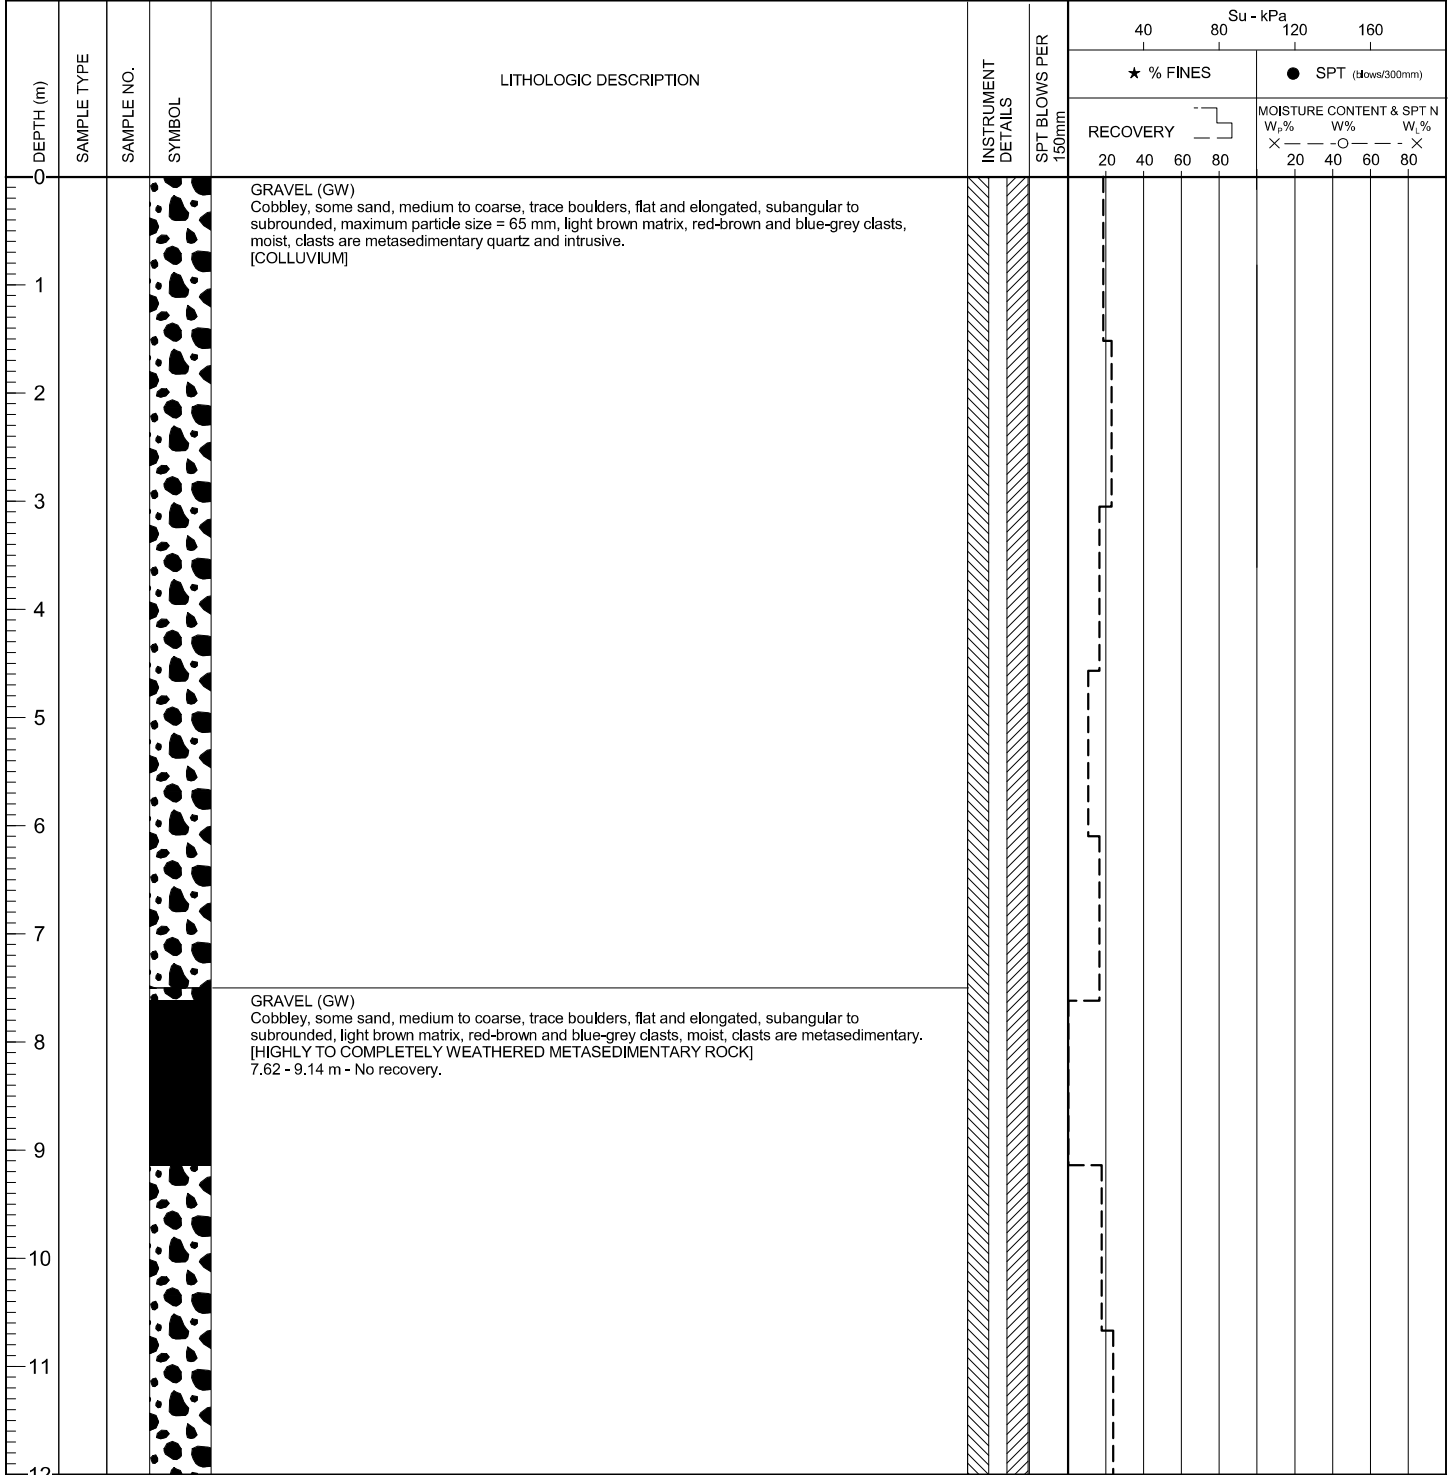 DEPTH (m)
SAMPLE TYPE
SAMPLE NO.
SYMBOL
LITHOLOGIC DESCRIPTION
INSTRUMENT
DETAILS
SPT BLOWS PER
150mm
Su - kPa
40 80 120 160
★ % FINES
● SPT (blows/300mm)
RECOVERY
MOISTURE CONTENT & SPT N
WP% W% WL%
20 40 60 80 20 40 60 80
0
GRAVEL (GW)
Cobbley, some sand, medium to coarse, trace boulders, flat and elongated, subangular to
subrounded, maximum particle size = 65 mm, light brown matrix, red-brown and blue-grey clasts,
moist, clasts are metasedimentary quartz and intrusive.
[COLLUVIUM]
1
2
3
4
5
6
7
GRAVEL (GW)
Cobbley, some sand, medium to coarse, trace boulders, flat and elongated, subangular to
subrounded, light brown matrix, red-brown and blue-grey clasts, moist, clasts are metasedimentary.
[HIGHLY TO COMPLETELY WEATHERED METASEDIMENTARY ROCK]
7.62 - 9.14 m - No recovery.
8
9
10
11
12